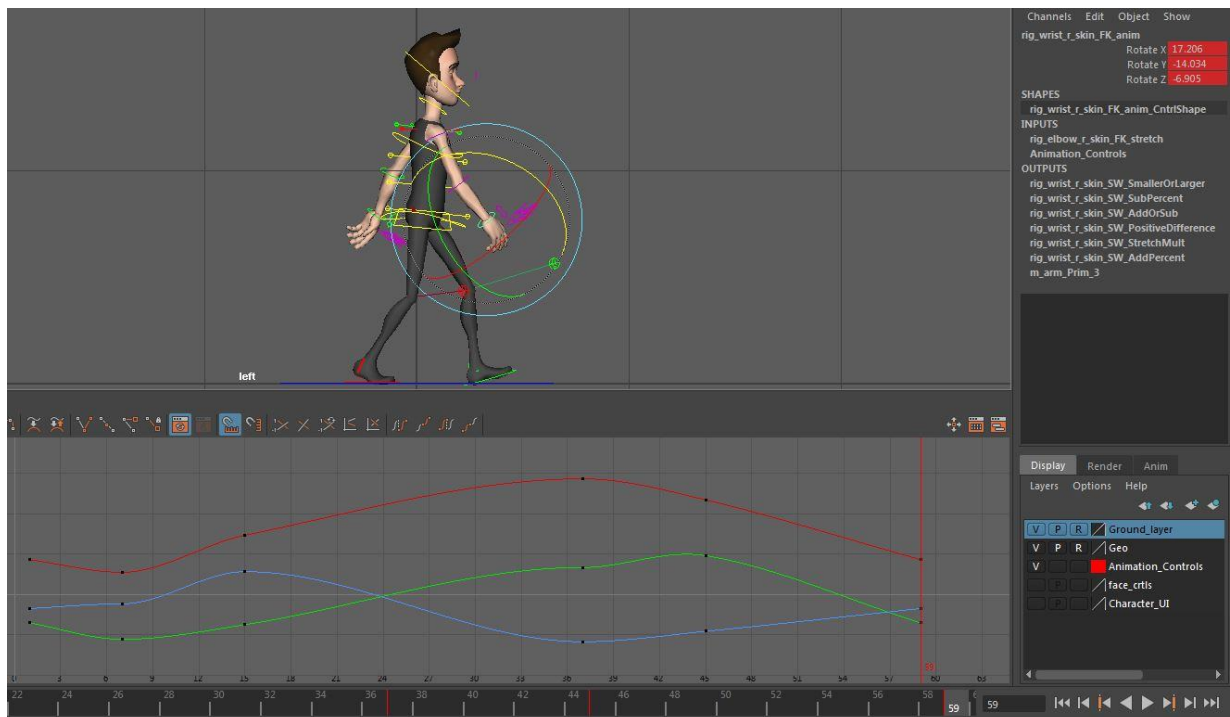 Channels Edit Object Show
rig_wrist_r_skin_FK_anim
Rotate X 17.206
Rotate Y -14.034
Rotate Z -6.905
SHAPES
rig_wrist_r_skin_FK_anim_CntrlShape
INPUTS
rig_elbow_r_skin_FK_stretch
Animation_Controls
OUTPUTS
rig_wrist_r_skin_SW_SmallerOrLarger
rig_wrist_r_skin_SW_SubPercent
rig_wrist_r_skin_SW_AddOrSub
rig_wrist_r_skin_SW_PositiveDifference
rig_wrist_r_skin_SW_StretchMult
rig_wrist_r_skin_SW_AddPercent
m_arm_Prim_3
left
Display Render Anim
Layers Options Help
V P R Ground_layer
V P R Geo
V Animation_Controls
face_crtls
P Character_UI
59
0 3 6 9 12 15 18 21 24 27 30 33 36 39 42 45 48 51 54 57 60 63
22 24 26 28 30 32 34 36 38 40 42 44 46 48 50 52 54 56 58 59
59